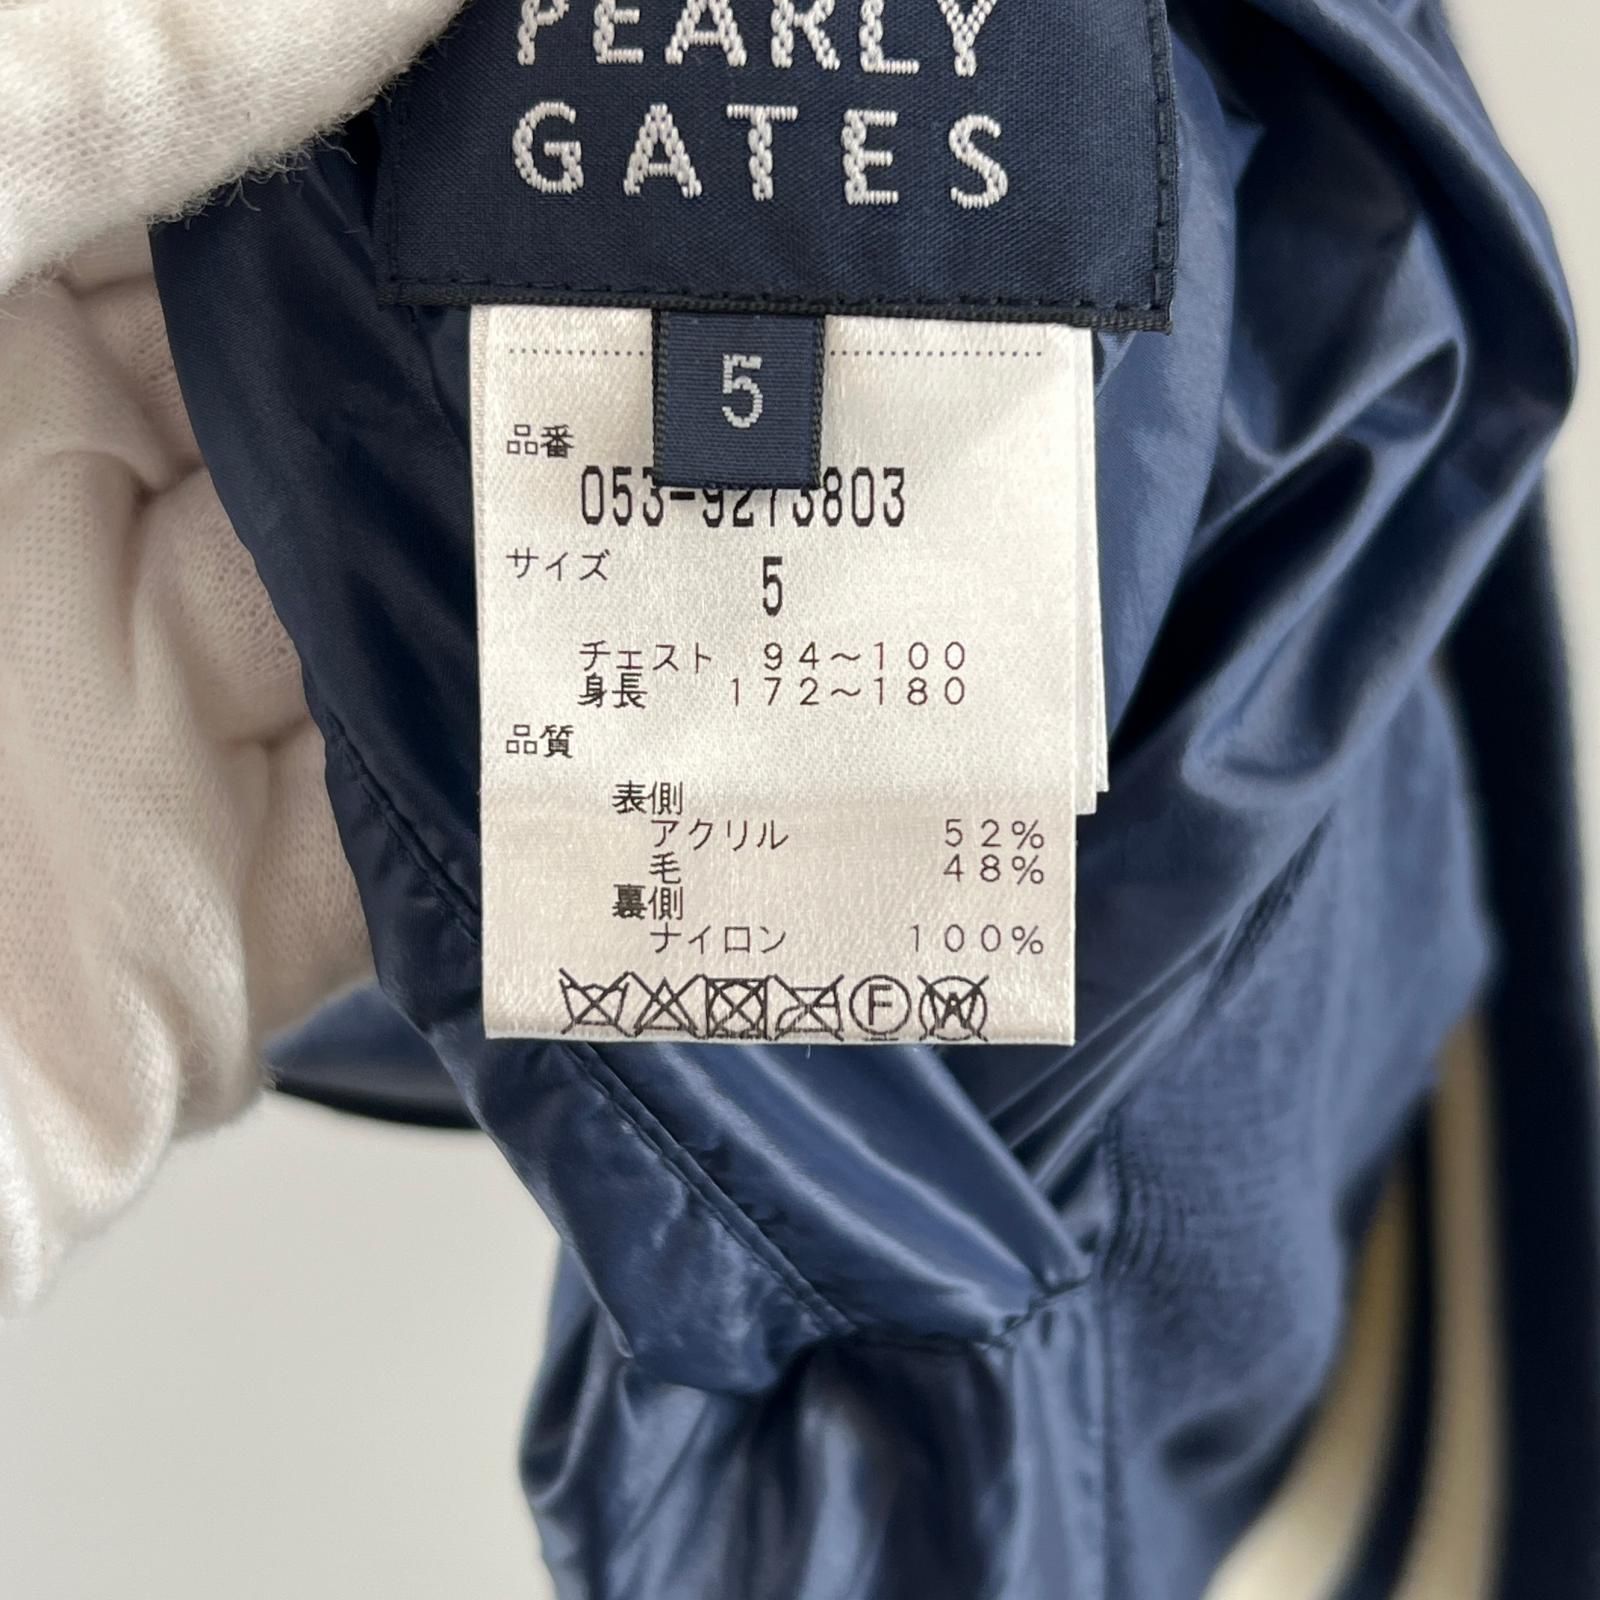 PEARLY
GATES
5
品番
053-9273803
サイズ
5
チェスト 94~100
身長 172~180
品質
表側
アクリル 52%
毛 48%
裏側
ナイロン 100%
F W